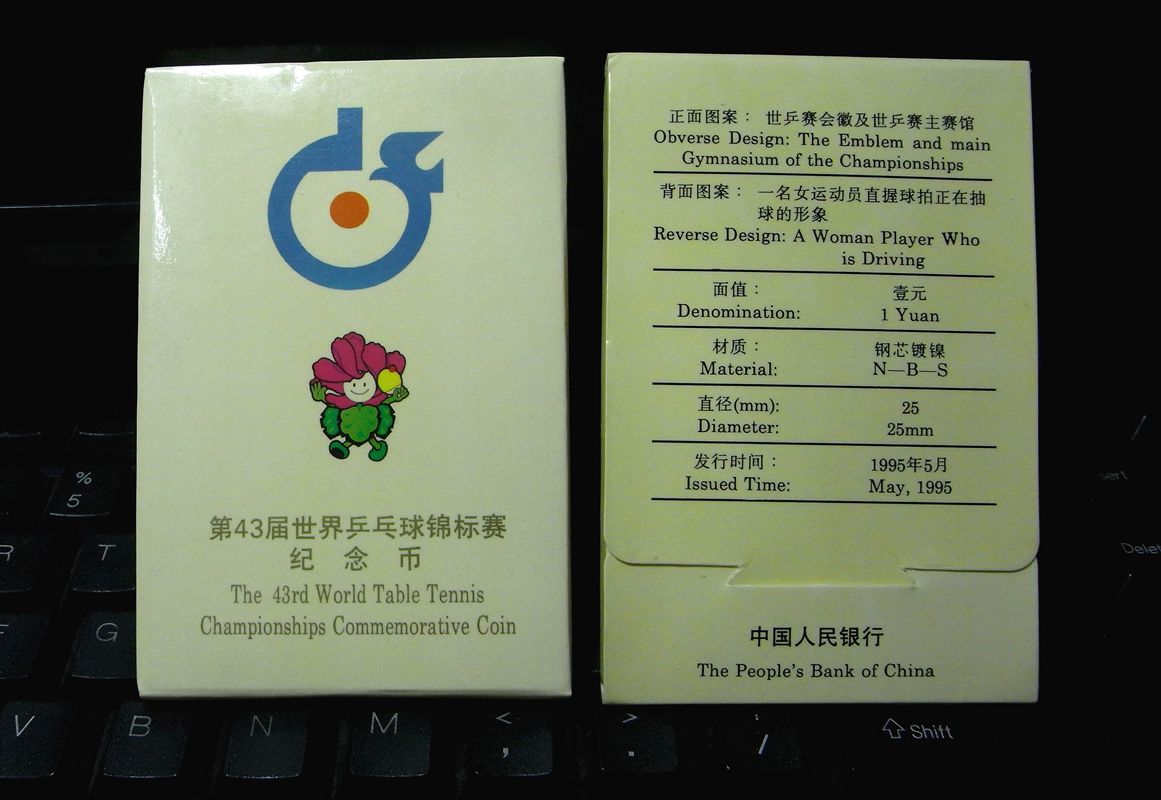 第43届世界乒乓球锦标赛
纪 念 币
The 43rd World Table Tennis
Championships Commemorative Coin
正面图案： 世乒赛会徽及世乒赛主赛馆
Obverse Design: The Emblem and main
Gymnasium of the Championships
背面图案： 一名女运动员直握球拍正在抽
球的形象
Reverse Design: A Woman Player Who
is Driving
面值： 壹元
Denomination: 1 Yuan
材质： 钢芯镀镍
Material: N—B—S
直径(mm): 25
Diameter: 25mm
发行时间： 1995年5月
Issued Time: May, 1995
中国人民银行
The People's Bank of China
%
5
R T
F G
V B N M < , > . /
Shift
Delet